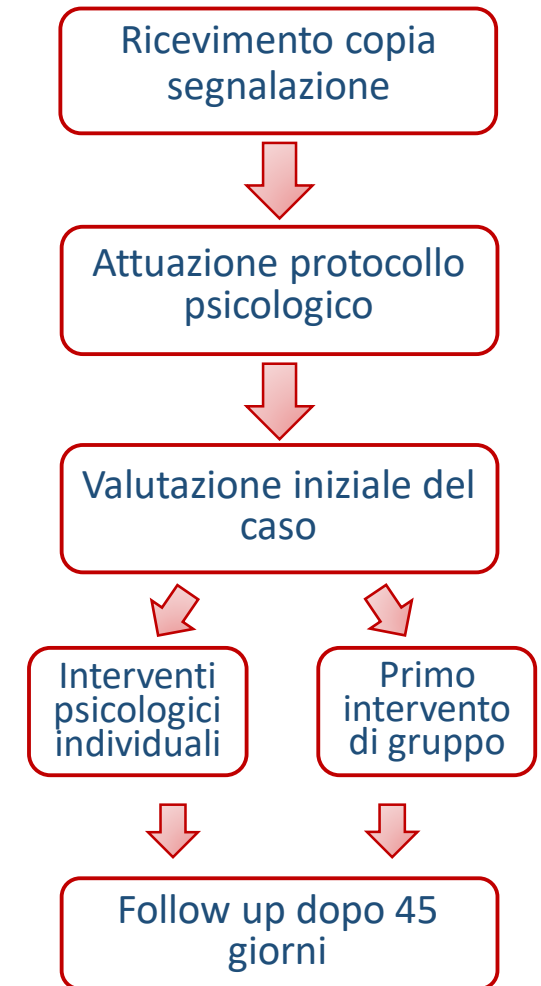 Ricevimento copia
segnalazione
Attuazione protocollo
psicologico
Valutazione iniziale del
caso
Interventi
psicologici
individuali
Primo
intervento
di gruppo
Follow up dopo 45
giorni